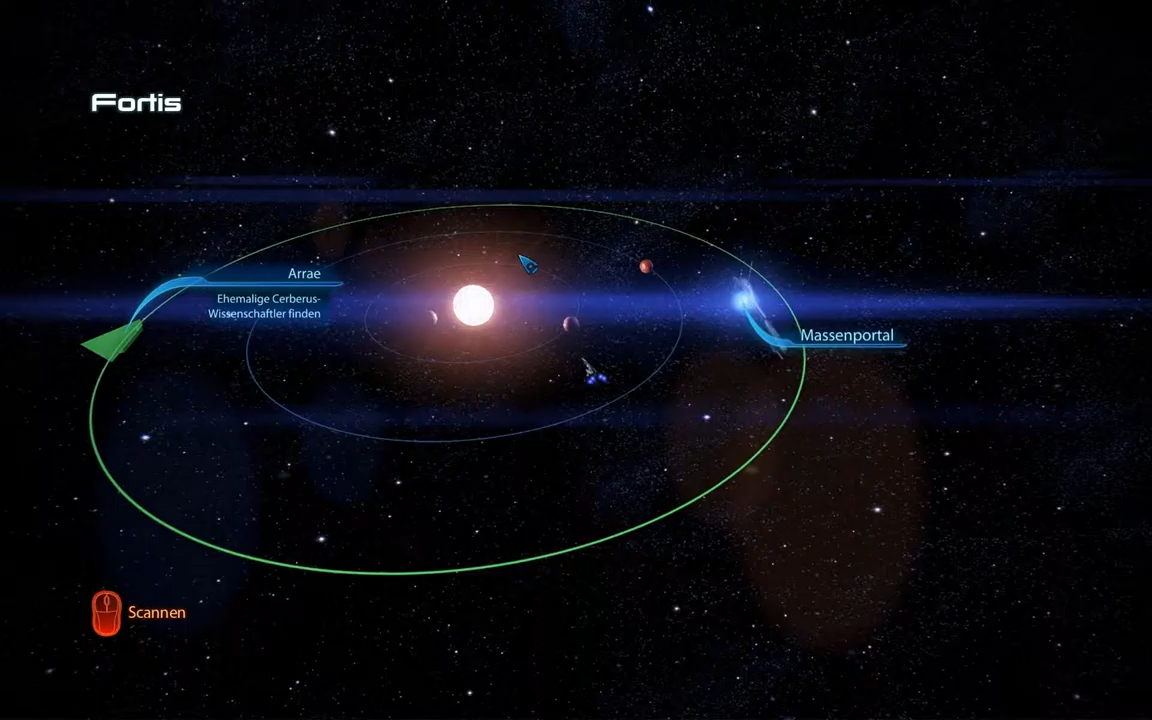 Fortis
Arrae
Ehemalige Cerberus-
Wissenschaftler finden
Massenportal
Scannen